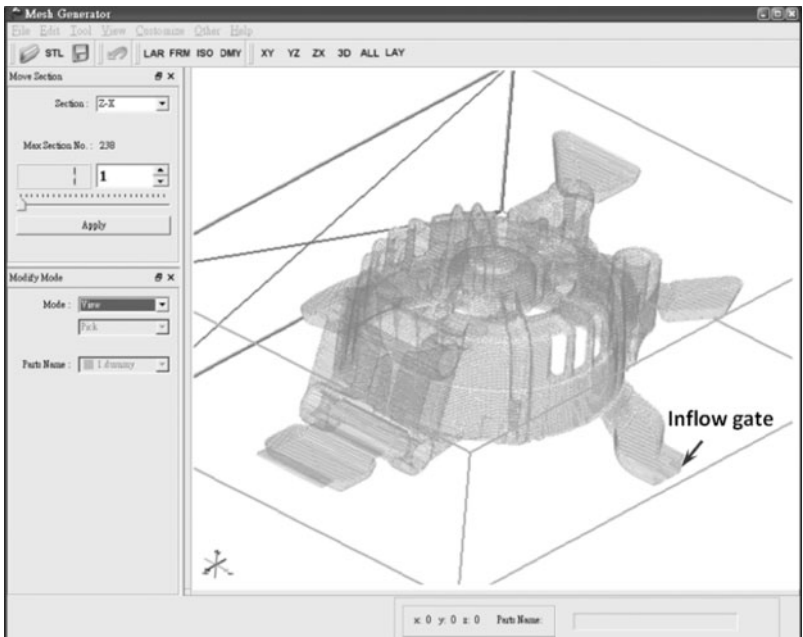 Mesh Generator
File Edit Tool View Customize Other Help
STL LAR FRM ISO DMY XY YZ ZX 3D ALL LAY
Move Section
Section : Z-X
Max Section No. : 238
1
Apply
Modify Mode
Mode : View
Pick
Parts Name : 1 dummy
Inflow gate
x: 0 y: 0 z: 0 Parts Name: